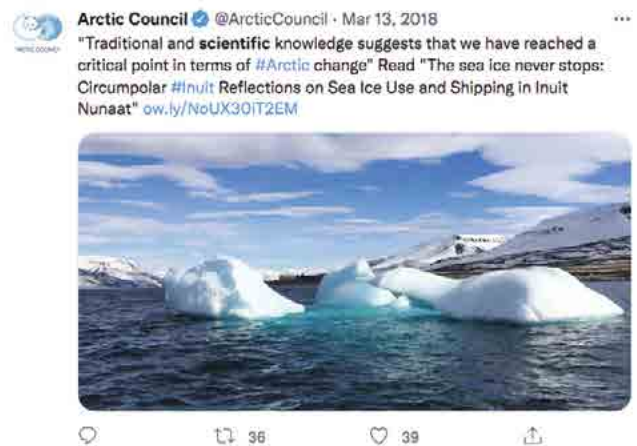 Arctic Council @ArcticCouncil · Mar 13, 2018
"Traditional and scientific knowledge suggests that we have reached a
critical point in terms of #Arctic change" Read "The sea ice never stops:
Circumpolar #Inuit Reflections on Sea Ice Use and Shipping in Inuit
Nunaat" ow.ly/NoUX30iT2EM
ARCTIC COUNCIL
36 39